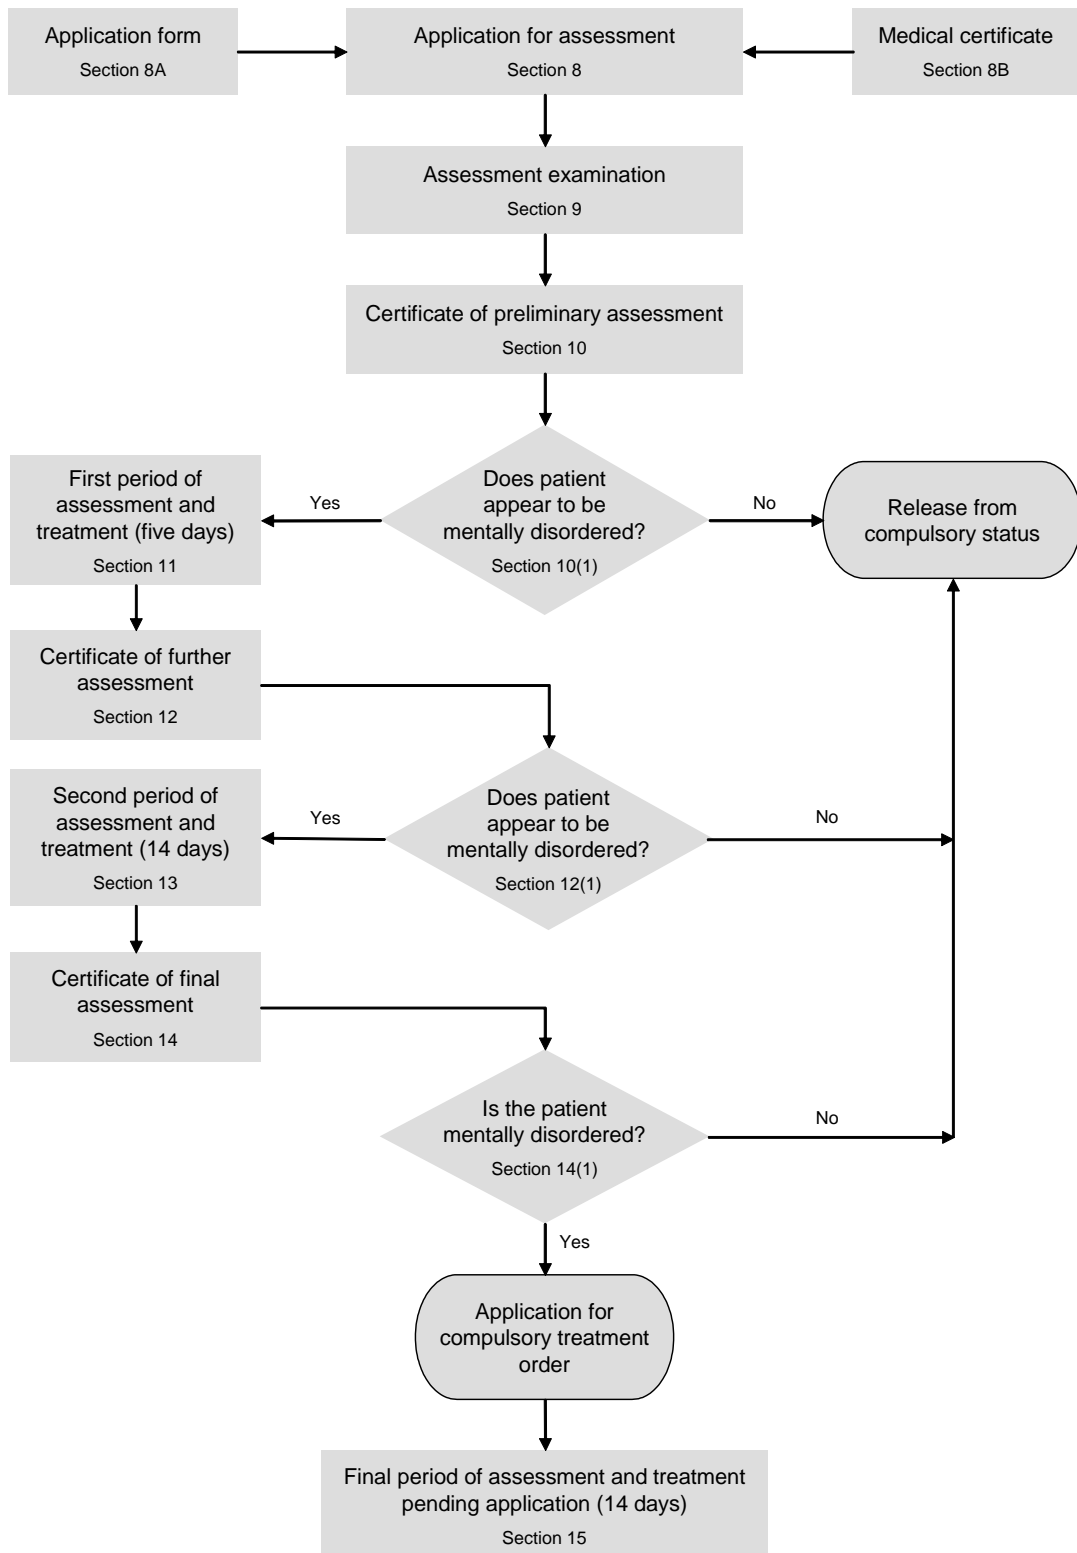 Application form
Section 8A
Application for assessment
Section 8
Medical certificate
Section 8B
Assessment examination
Section 9
Certificate of preliminary assessment
Section 10
Does patient
appear to be
mentally disordered?
Section 10(1)
Yes
No
First period of
assessment and
treatment (five days)
Section 11
Release from
compulsory status
Certificate of further
assessment
Section 12
Does patient
appear to be
mentally disordered?
Section 12(1)
Yes
No
Second period of
assessment and
treatment (14 days)
Section 13
Certificate of final
assessment
Section 14
Is the patient
mentally disordered?
Section 14(1)
No
Yes
Application for
compulsory treatment
order
Final period of assessment and treatment
pending application (14 days)
Section 15